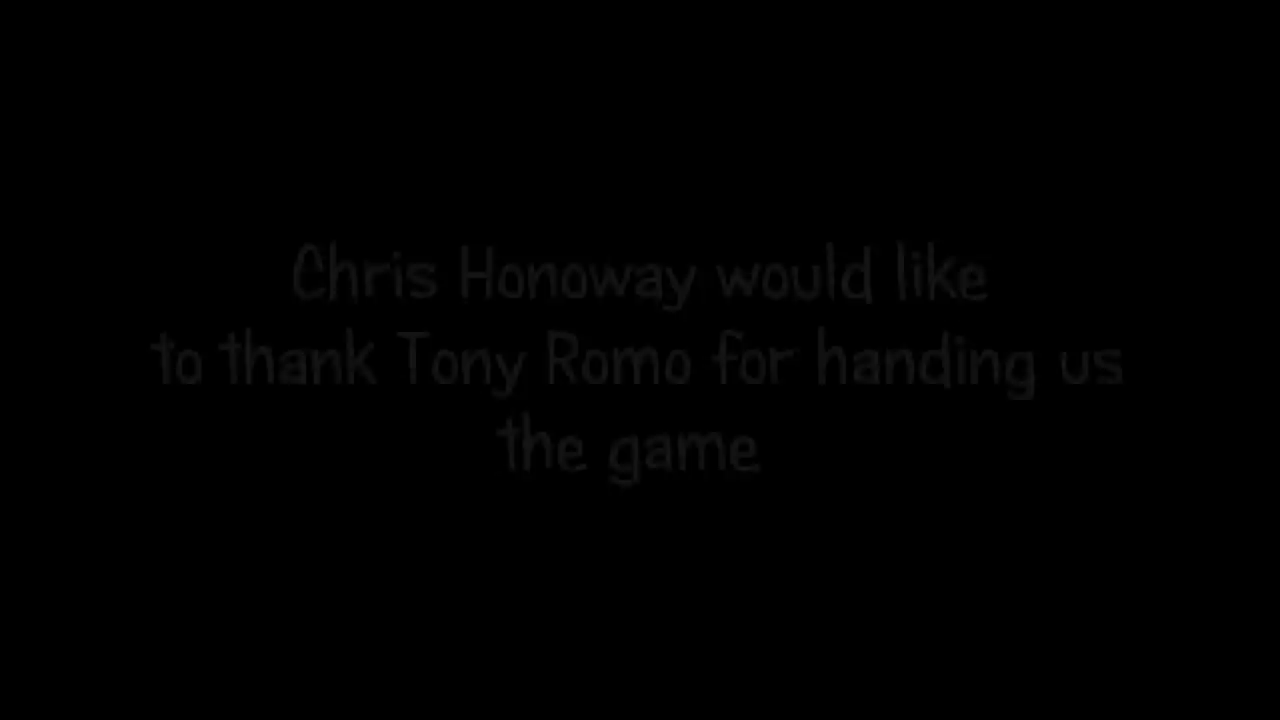 Chris Honoway would like
to thank Tony Romo for handing us
the game